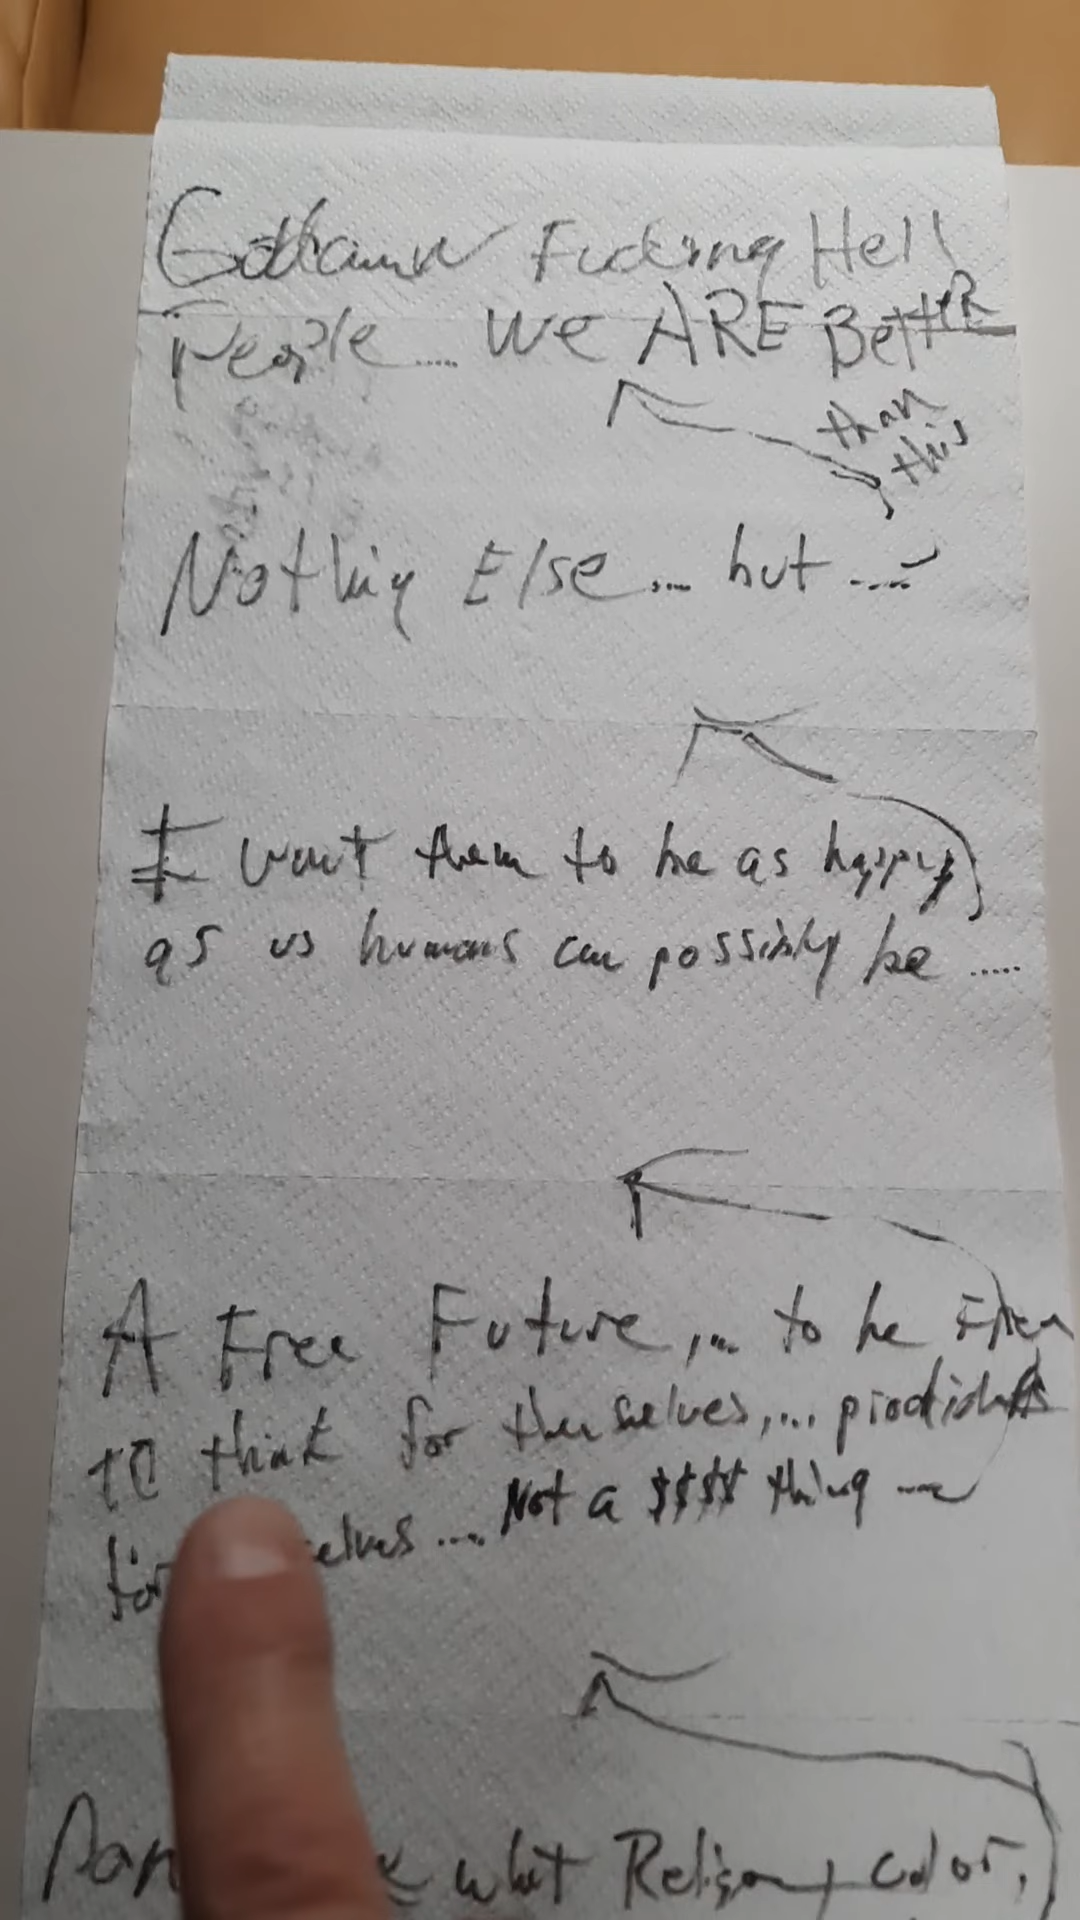 Goddamn Fucking Hell
People..... we ARE BettER
than
this
Nothing Else.... but ....
I want them to be as happy
as us humans can possibly be .....
A Free Future,... to be Free
to think for themselves,...
Not a $$$$ thing
what Religion, color,